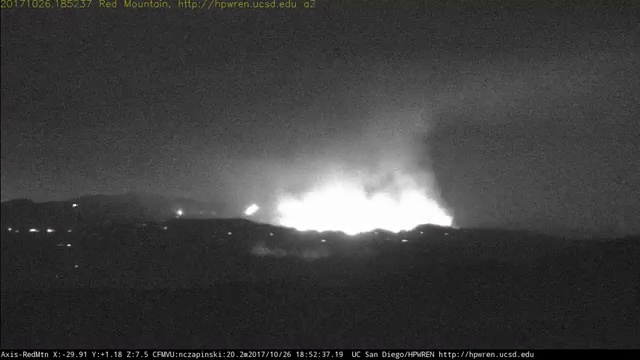 20171026.185237 Red Mountain, http://hpwren.ucsd.edu a2
Axis-RedMtn X:-29.91 Y:+1.18 Z:7.5 CFMVU:nczapinski:20.2m2017/10/26 18:52:37.19 UC San Diego/HPWREN http://hpwren.ucsd.edu